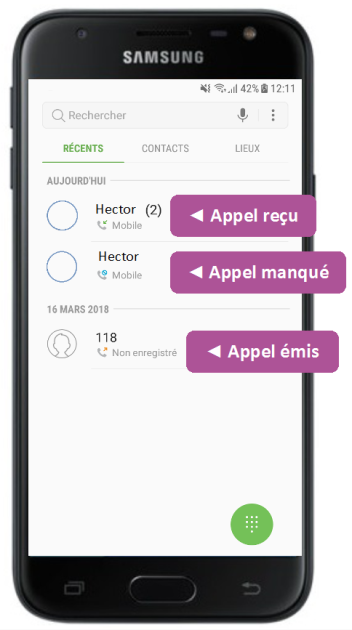 SAMSUNG
42% 12:11
Rechercher
RÉCENTS CONTACTS LIEUX
AUJOURD'HUI
Hector (2)
Mobile
◄ Appel reçu
Hector
Mobile
◄ Appel manqué
16 MARS 2018
118
Non enregistré
◄ Appel émis